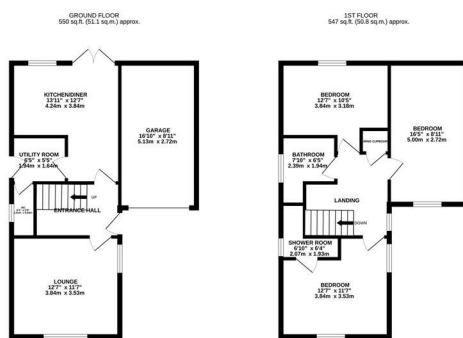 GROUND FLOOR
550 sq.ft. (51.1 sq.m.) approx.
KITCHEN/DINER
13'11" x 12'7"
4.24m x 3.84m
GARAGE
16'10" x 8'11"
5.13m x 2.72m
UTILITY ROOM
6'5" x 5'5"
1.94m x 1.64m
UP
ENTRANCE HALL
LOUNGE
12'7" x 11'7"
3.84m x 3.53m
1ST FLOOR
547 sq.ft. (50.8 sq.m.) approx.
BEDROOM
12'7" x 10'5"
3.84m x 3.18m
BEDROOM
16'5" x 8'11"
5.00m x 2.72m
BATHROOM
7'10" x 6'5"
2.39m x 1.94m
LANDING
DOWN
SHOWER ROOM
6'10" x 6'4"
2.07m x 1.93m
BEDROOM
12'7" x 11'7"
3.84m x 3.53m